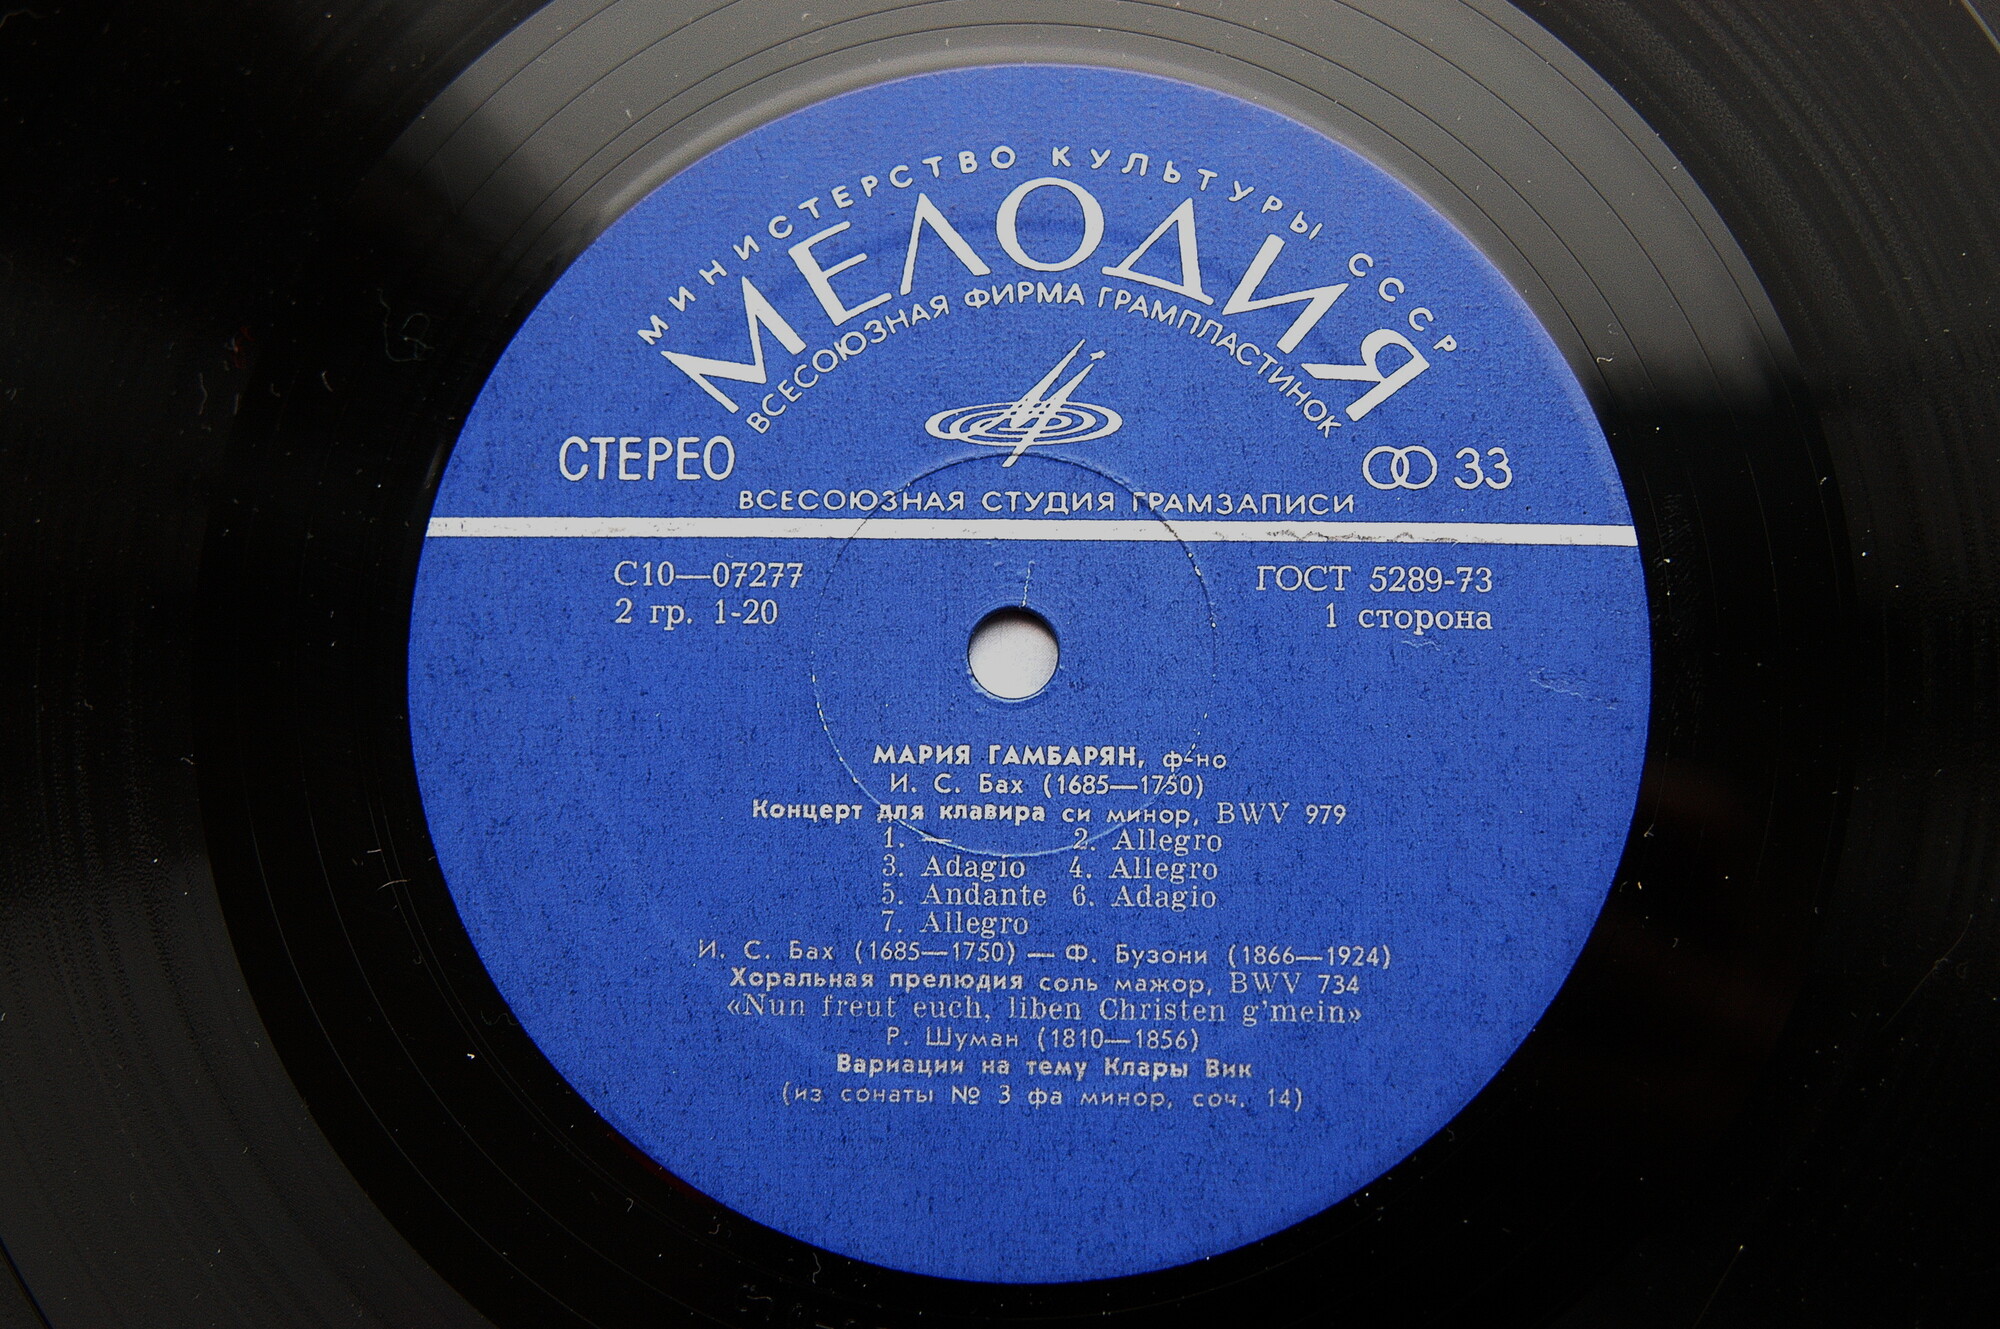 МИНИСТЕРСТВО КУЛЬТУРЫ СССР
МЕЛОДИЯ
ВСЕСОЮЗНАЯ ФИРМА ГРАМПЛАСТИНОК
СТЕРЕО
33
ВСЕСОЮЗНАЯ СТУДИЯ ГРАМЗАПИСИ
С10—07277
ГОСТ 5289-73
2 гр. 1-20
1 сторона
МАРИЯ ГАМБАРЯН, ф-но
И. С. Бах (1685—1750)
Концерт для клавира си минор, BWV 979
1. — 2. Allegro
3. Adagio 4. Allegro
5. Andante 6. Adagio
7. Allegro
И. С. Бах (1685—1750) — Ф. Бузони (1866—1924)
Хоральная прелюдия соль мажор, BWV 734
«Nun freut euch, liben Christen g'mein»
Р. Шуман (1810—1856)
Вариации на тему Клары Вик
(из сонаты № 3 фа минор, соч. 14)